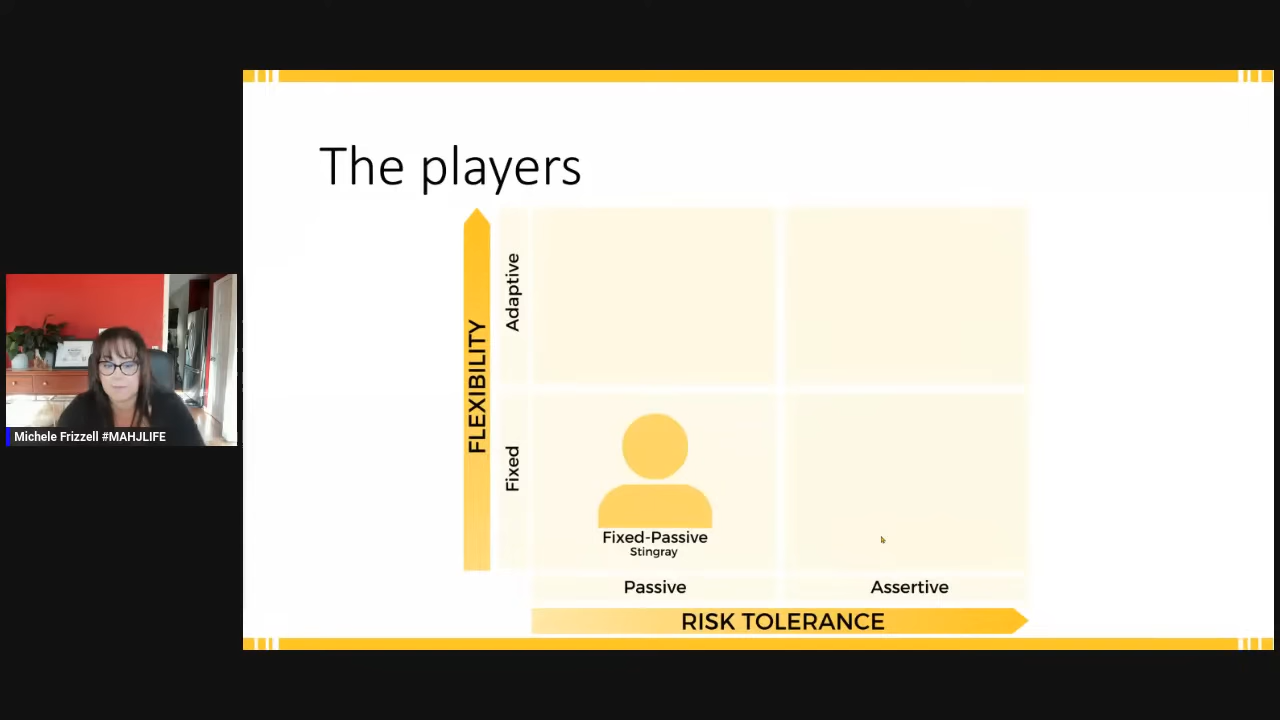 The players
FLEXIBILITY
Adaptive
Fixed
Fixed-Passive
Stingray
Passive
Assertive
RISK TOLERANCE
Michele Frizzell #MAHJLIFE